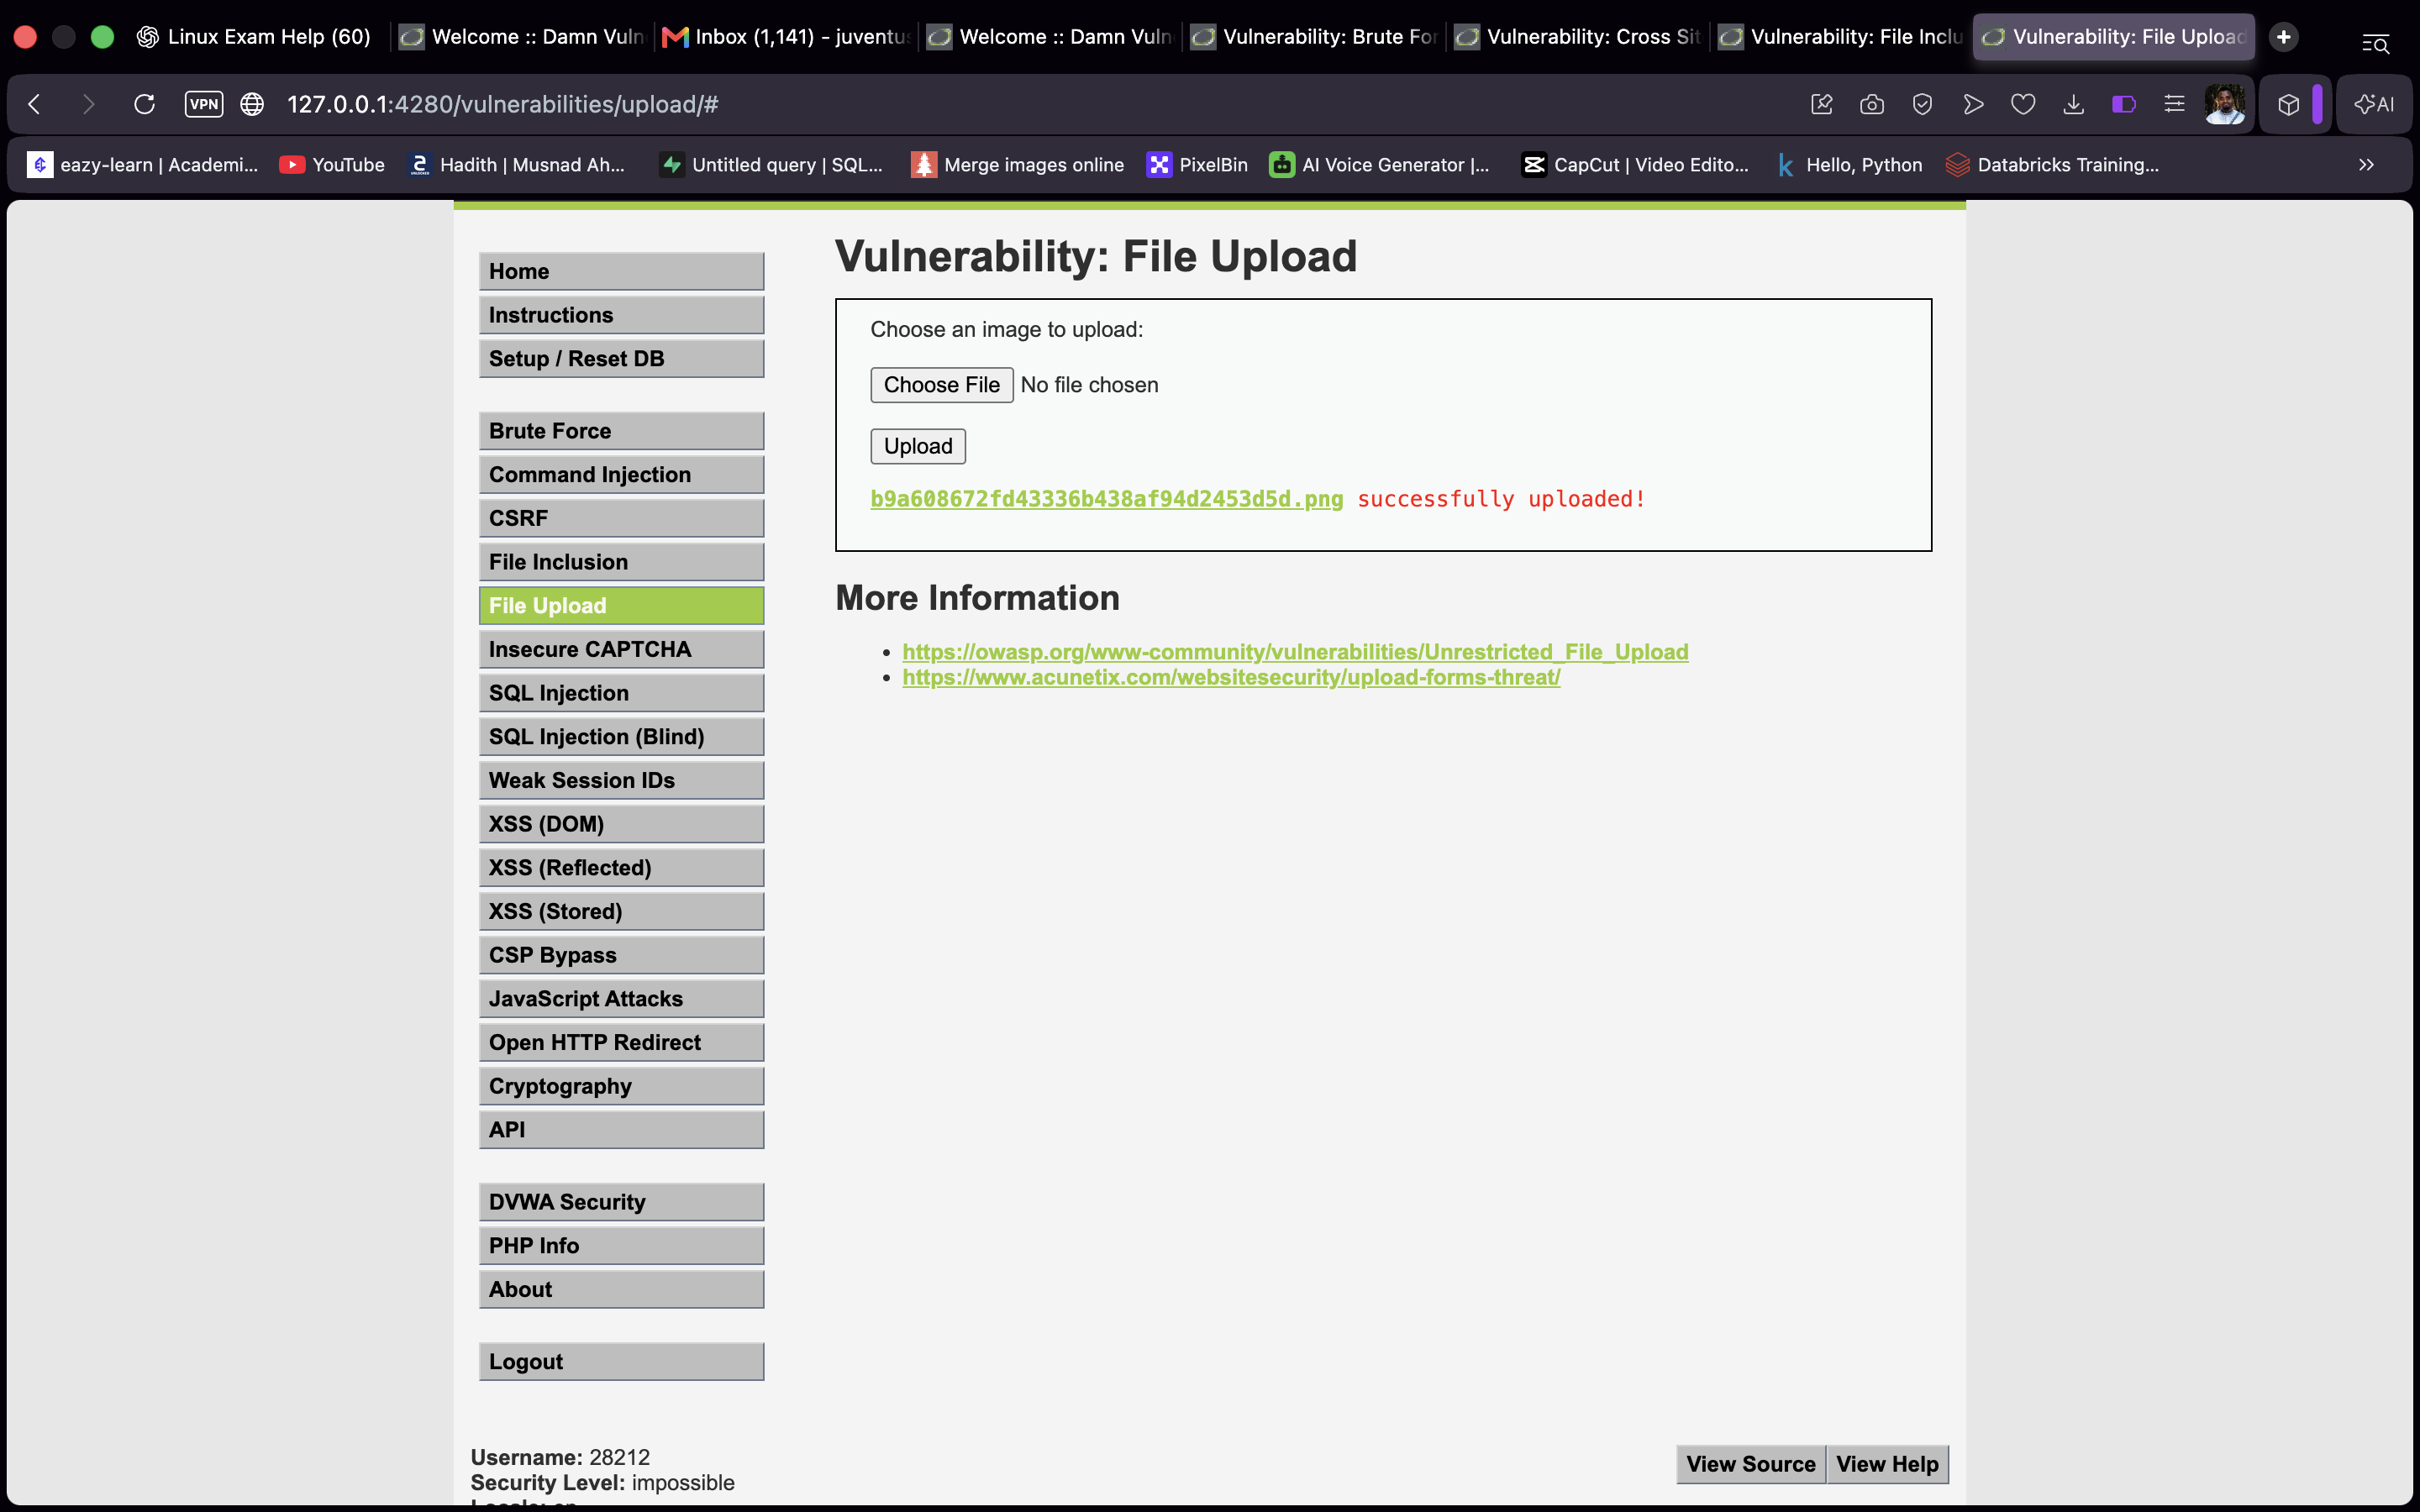 Linux Exam Help (60)
Welcome :: Damn Vuln
Inbox (1,141) - juventus
Welcome :: Damn Vuln
Vulnerability: Brute For
Vulnerability: Cross Sit
Vulnerability: File Inclu
Vulnerability: File Upload
VPN
127.0.0.1:4280/vulnerabilities/upload/#
AI
eazy-learn | Academi...
YouTube
Hadith | Musnad Ah...
Untitled query | SQL...
Merge images online
PixelBin
AI Voice Generator |...
CapCut | Video Edito...
Hello, Python
Databricks Training...
Home
Instructions
Setup / Reset DB
Brute Force
Command Injection
CSRF
File Inclusion
File Upload
Insecure CAPTCHA
SQL Injection
SQL Injection (Blind)
Weak Session IDs
XSS (DOM)
XSS (Reflected)
XSS (Stored)
CSP Bypass
JavaScript Attacks
Open HTTP Redirect
Cryptography
API
DVWA Security
PHP Info
About
Logout
Vulnerability: File Upload
Choose an image to upload:
Choose File No file chosen
Upload
b9a608672fd43336b438af94d2453d5d.png successfully uploaded!
More Information
https://owasp.org/www-community/vulnerabilities/Unrestricted_File_Upload
https://www.acunetix.com/websitesecurity/upload-forms-threat/
Username: 28212
Security Level: impossible
View Source
View Help